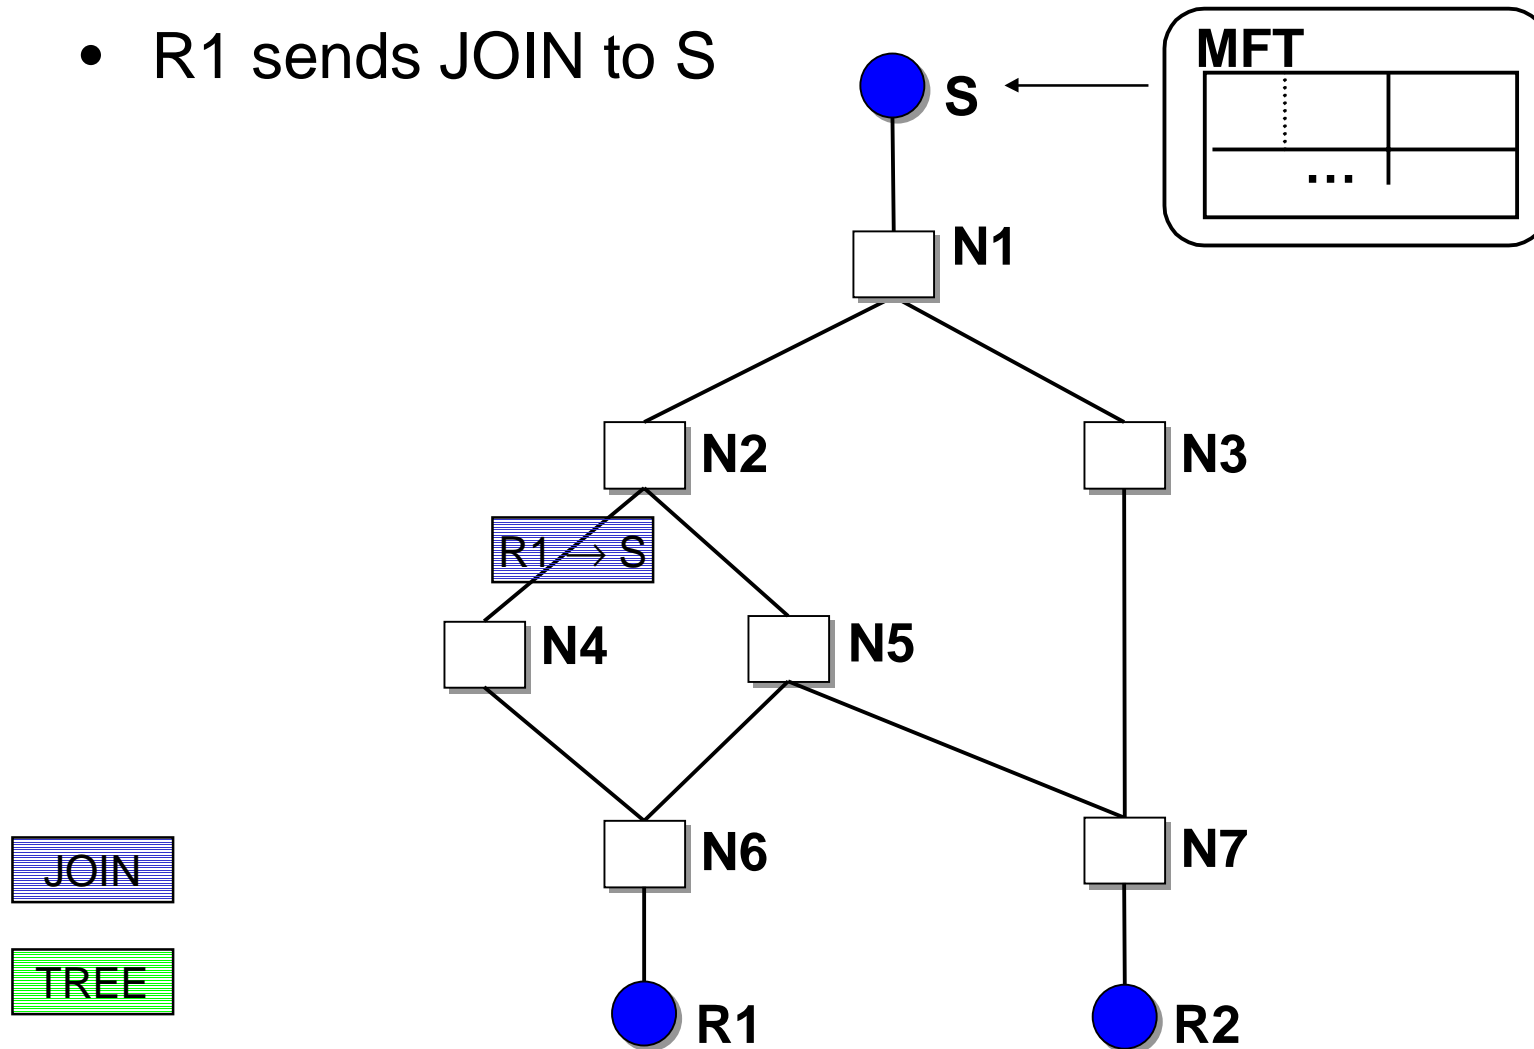 • R1 sends JOIN to S
MFT
S
...
N1
N2
N3
R1 → S
N4
N5
N6
N7
JOIN
TREE
R1
R2